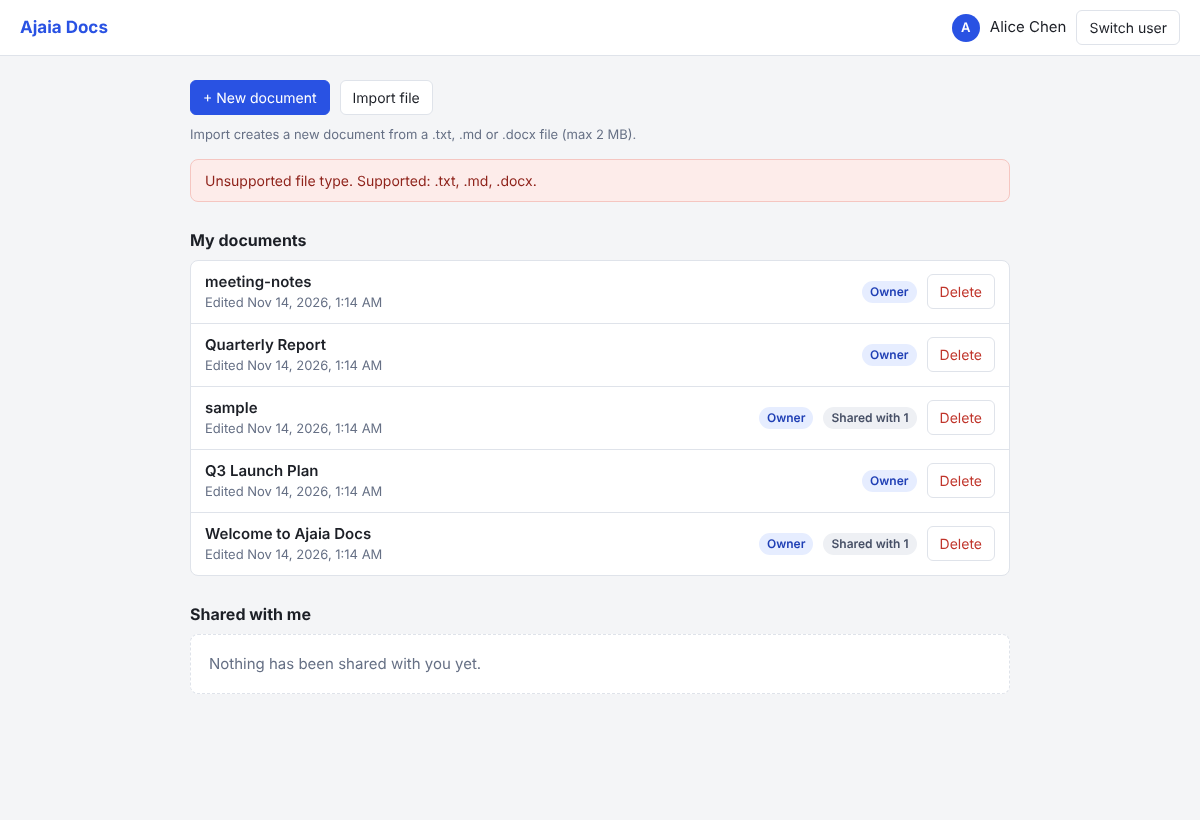 Ajaia Docs
A Alice Chen Switch user
+ New document Import file
Import creates a new document from a .txt, .md or .docx file (max 2 MB).
Unsupported file type. Supported: .txt, .md, .docx.
My documents
meeting-notes
Edited Nov 14, 2026, 1:14 AM
Owner Delete
Quarterly Report
Edited Nov 14, 2026, 1:14 AM
Owner Delete
sample
Edited Nov 14, 2026, 1:14 AM
Owner Shared with 1 Delete
Q3 Launch Plan
Edited Nov 14, 2026, 1:14 AM
Owner Delete
Welcome to Ajaia Docs
Edited Nov 14, 2026, 1:14 AM
Owner Shared with 1 Delete
Shared with me
Nothing has been shared with you yet.